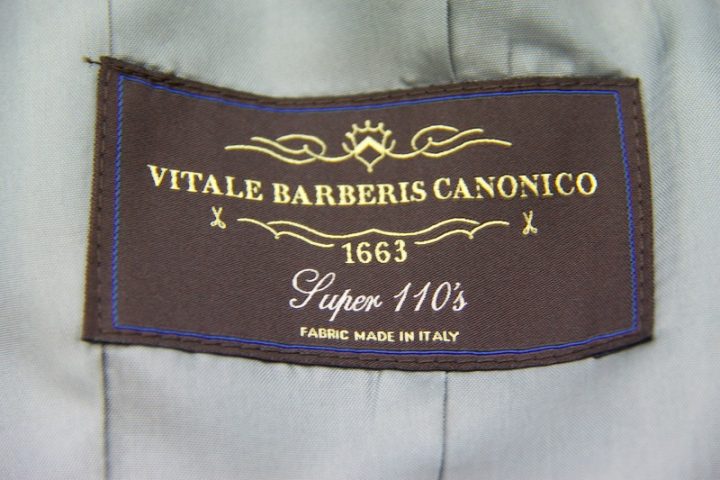 VITALE BARBERIS CANONICO
1663
Super 110's
FABRIC MADE IN ITALY